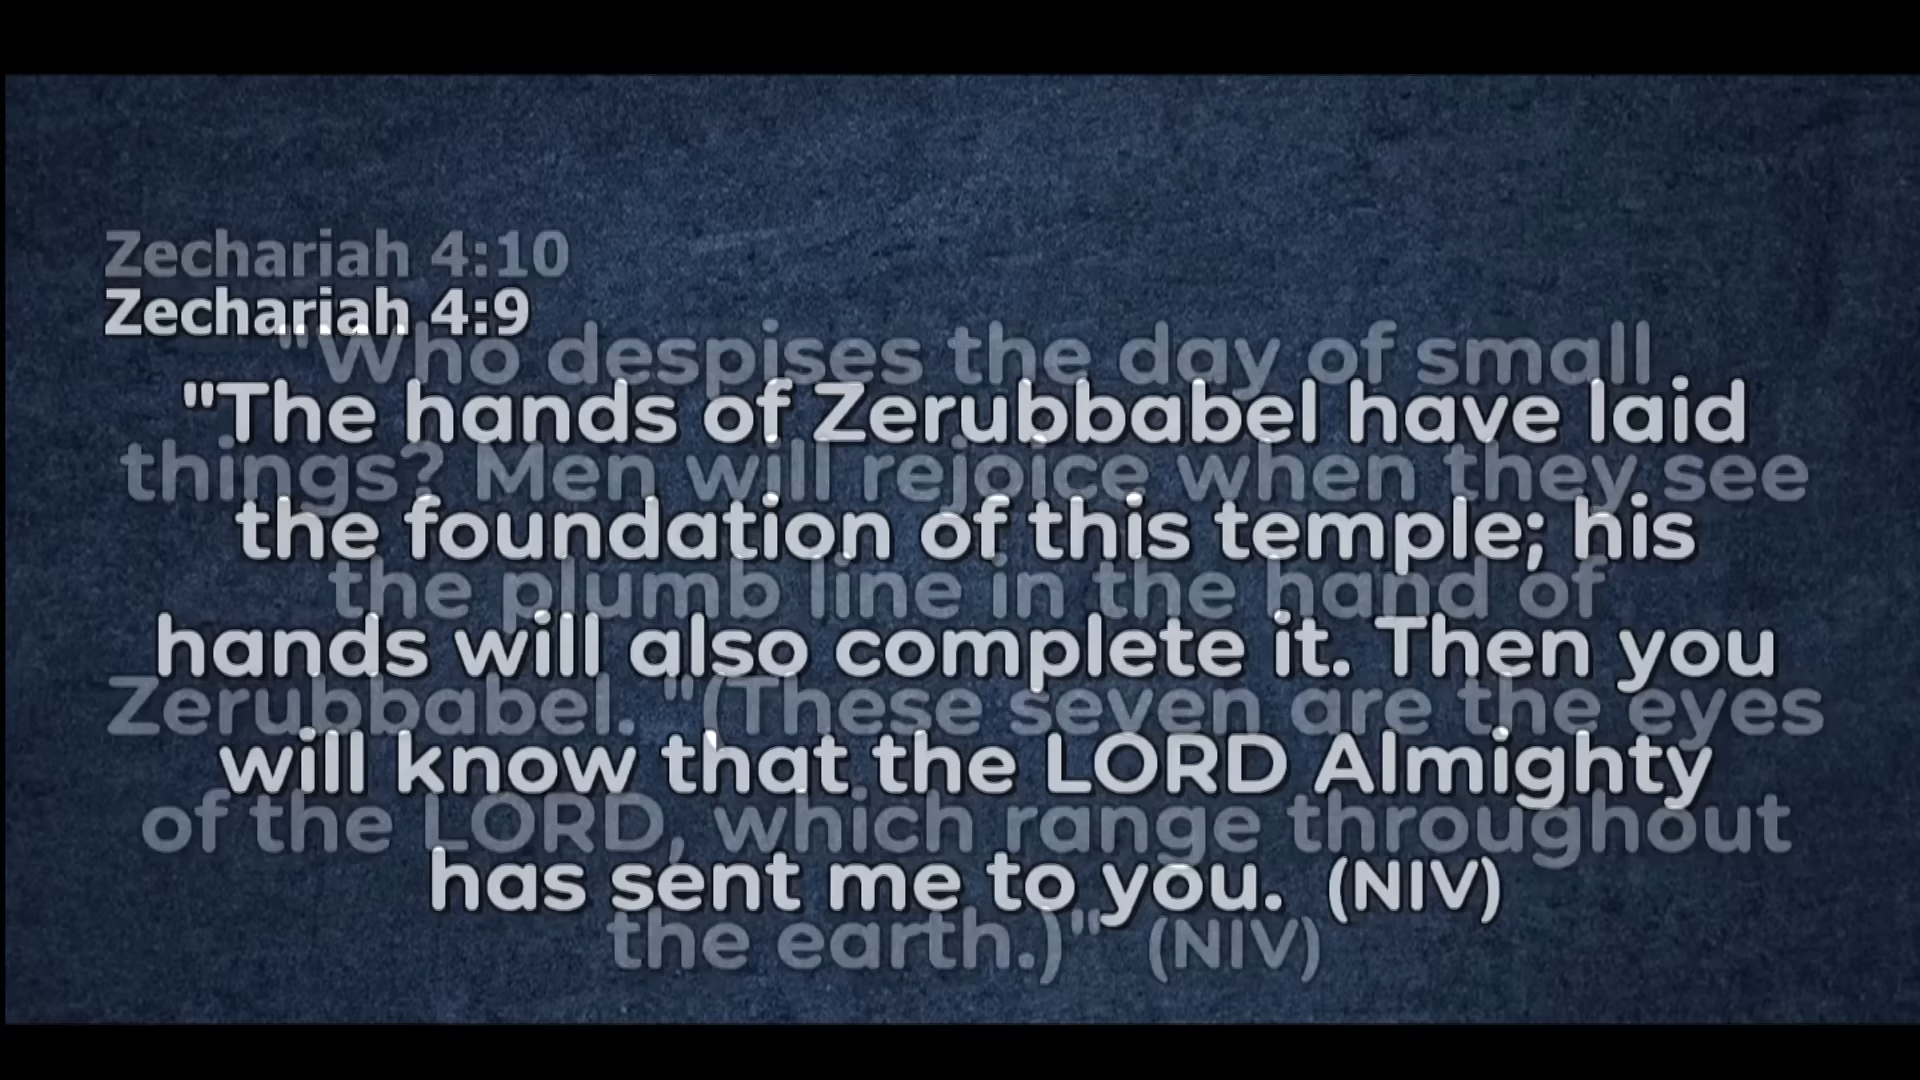 Zechariah 4:10
Zechariah 4:9
"Who despises the day of small
"The hands of Zerubbabel have laid
things? Men will rejoice when they see
the foundation of this temple; his
the plumb line in the hand of
hands will also complete it. Then you
Zerubbabel. "(These seven are the eyes
will know that the LORD Almighty
of the LORD, which range throughout
has sent me to you. (NIV)
the earth.)" (NIV)